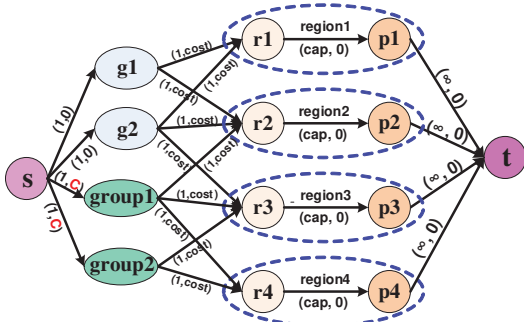 region1
(1,cost)
r1
p1
(cap, 0)
g1
(1,cost)
(1,cost)
(1,0)
(∞, 0)
region2
g2
(1,cost)
r2
p2
(cap, 0)
(∞, 0)
(1,0)
(1,cost)
(1,cost)
t
s
(1,C)
group1
(1,cost)
region3
r3
p3
(cap, 0)
(∞, 0)
(1,C)
(1,cost)
(1,cost)
group2
(1,cost)
region4
r4
p4
(cap, 0)
(∞, 0)